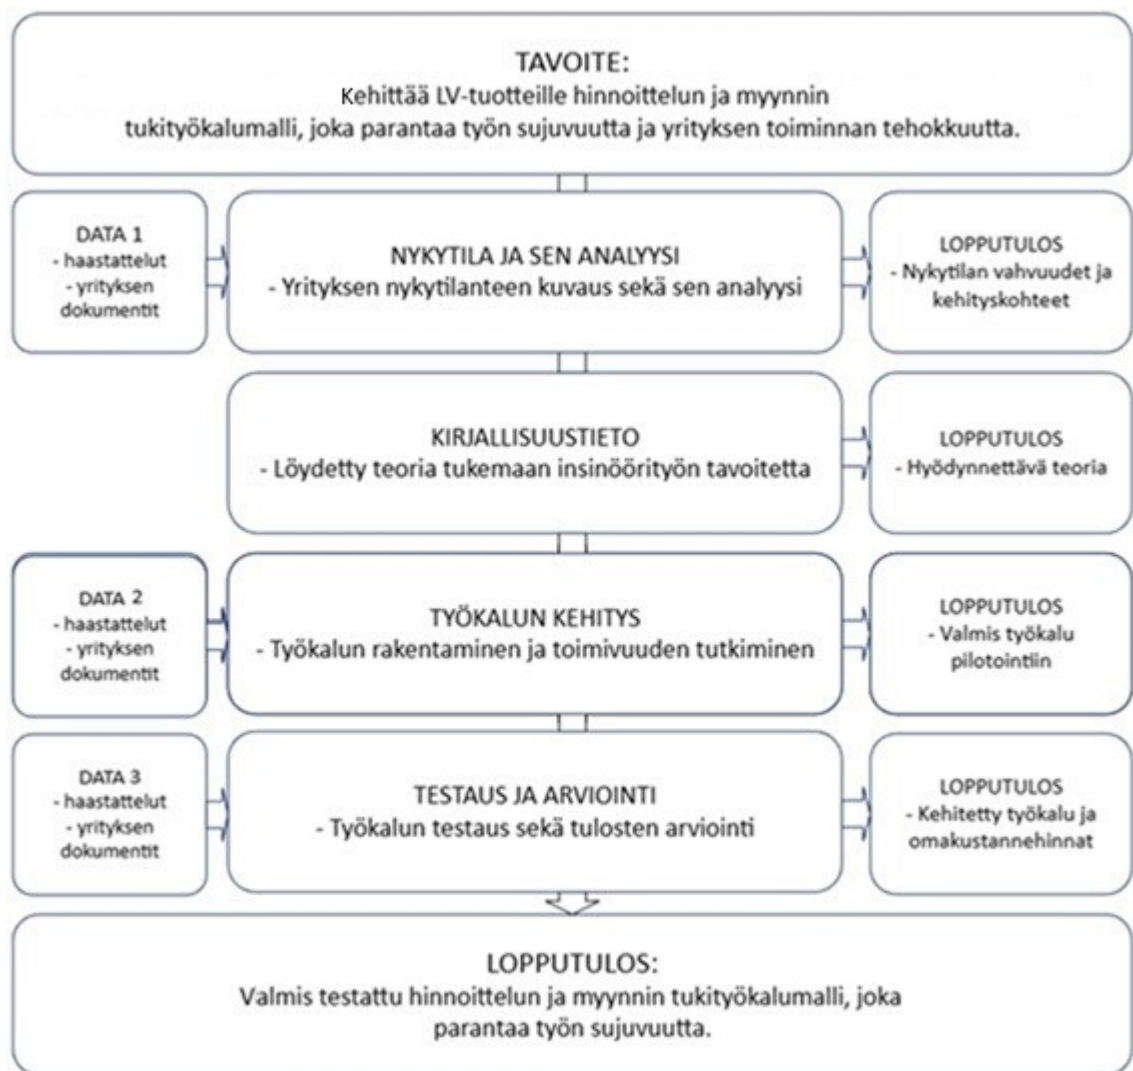 TAVOITE:
Kehittää LV-tuotteille hinnoittelun ja myynnin
tukityökalumalli, joka parantaa työn sujuvuutta ja yrityksen toiminnan tehokkuutta.
DATA 1
- haastattelut
- yrityksen
dokumentit
NYKYTILA JA SEN ANALYYSI
- Yrityksen nykytilanteen kuvaus sekä sen analyysi
LOPPUTULOS
- Nykytilan vahvuudet ja
kehityskohteet
KIRJALLISUUSTIETO
- Löydetty teoria tukemaan insinöörityön tavoitetta
LOPPUTULOS
- Hyödynnettävä teoria
DATA 2
- haastattelut
- yrityksen
dokumentit
TYÖKALUN KEHITYS
- Työkalun rakentaminen ja toimivuuden tutkiminen
LOPPUTULOS
- Valmis työkalu
pilotointiin
DATA 3
- haastattelut
- yrityksen
dokumentit
TESTAUS JA ARVIOINTI
- Työkalun testaus sekä tulosten arviointi
LOPPUTULOS
- Kehitetty työkalu ja
omakustannehinnat
LOPPUTULOS:
Valmis testattu hinnoittelun ja myynnin tukityökalumalli, joka
parantaa työn sujuvuutta.